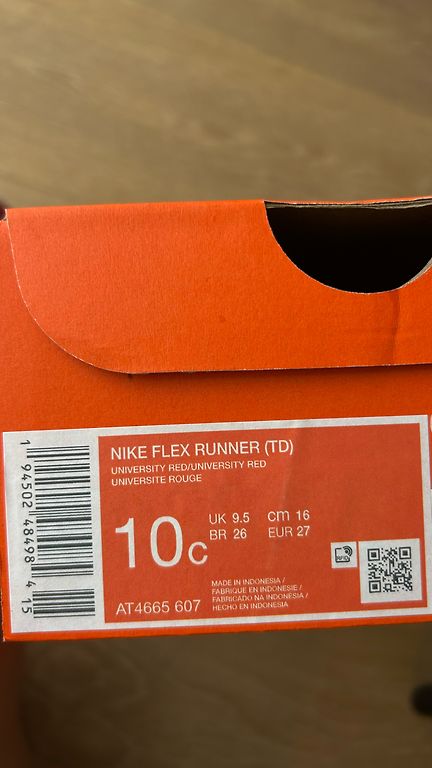 NIKE FLEX RUNNER (TD)
UNIVERSITY RED/UNIVERSITY RED
UNIVERSITE ROUGE
10C
UK 9.5 cm 16
BR 26 EUR 27
AT4665 607
MADE IN INDONESIA /
FABRIQUE EN INDONESIE /
FABRICADO NA INDONESIA /
HECHO EN INDONESIA
1 94502 48498 4 15